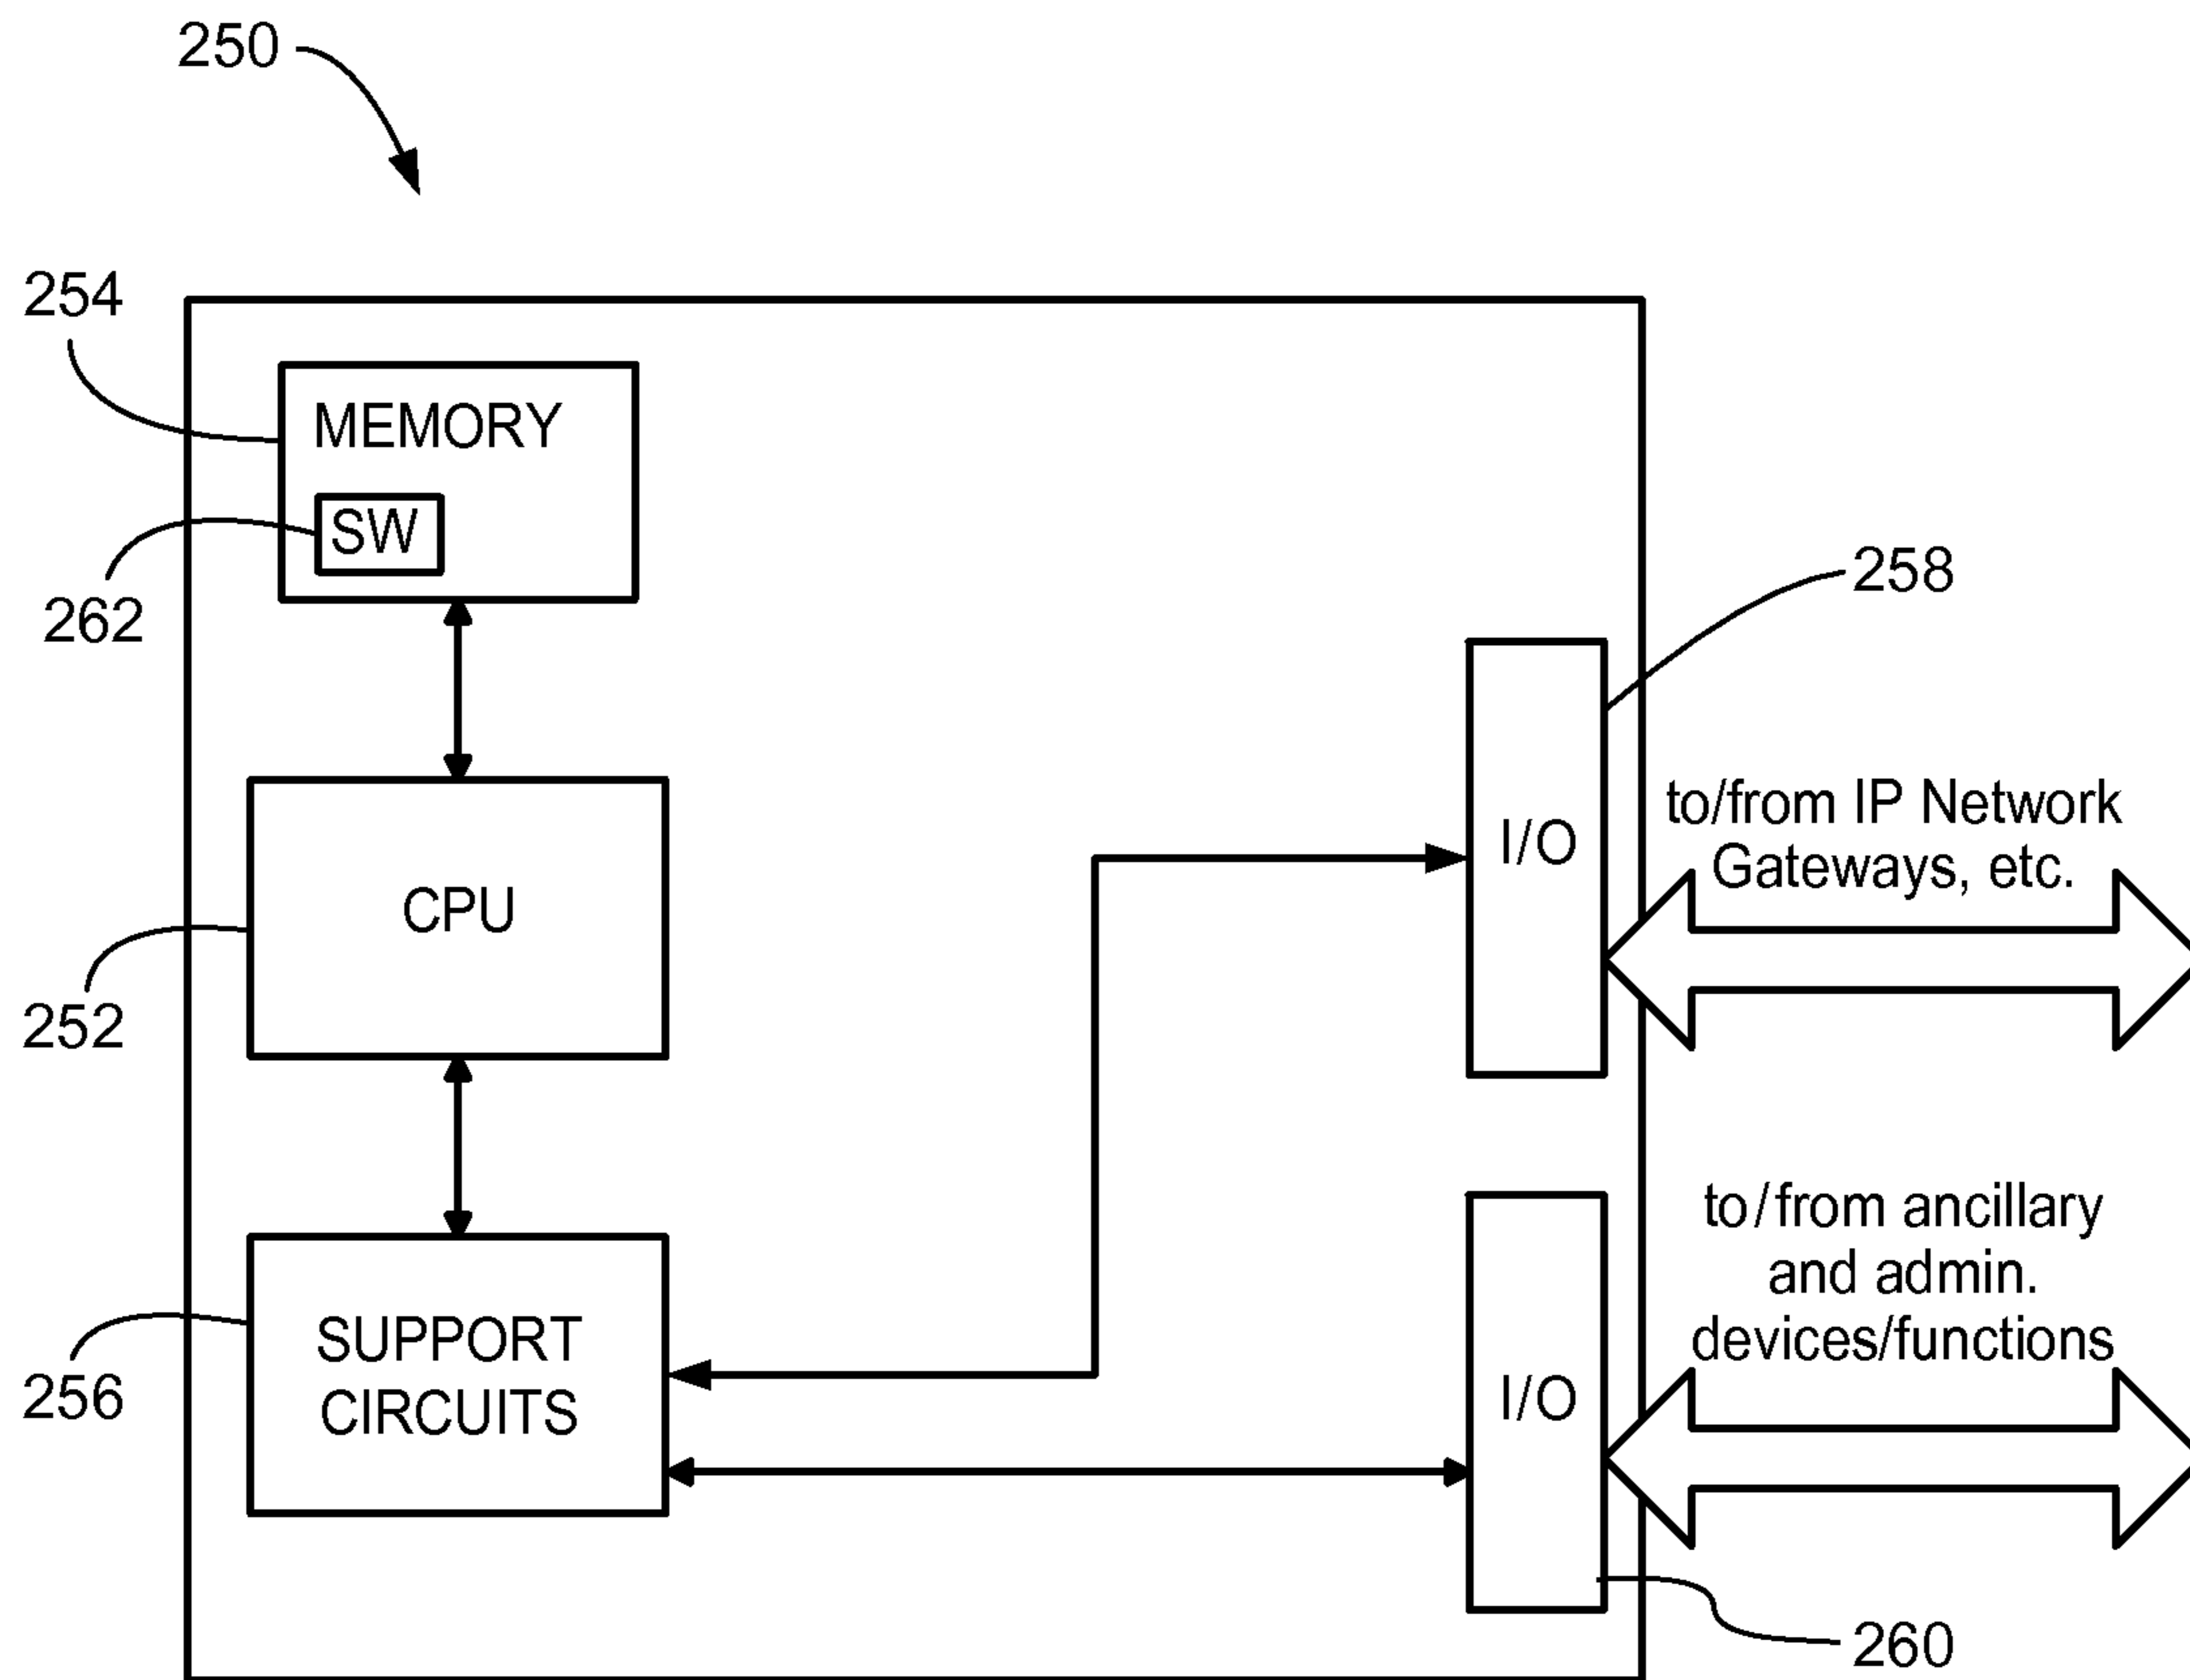 250
254
MEMORY
SW
262
258
I/O
to/from IP Network
Gateways, etc.
CPU
252
to/from ancillary
and admin.
devices/functions
I/O
SUPPORT
CIRCUITS
256
260